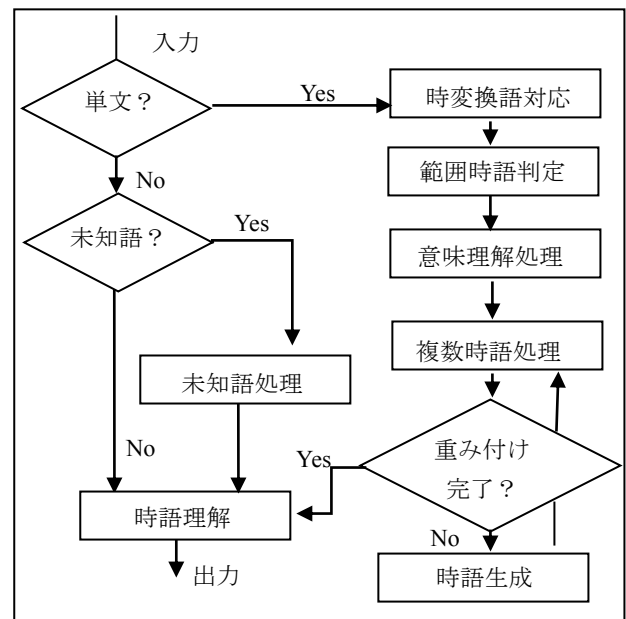 入力
単文？
Yes
時変換語対応
No
範囲時語判定
未知語？
Yes
意味理解処理
複数時語処理
未知語処理
No
Yes
重み付け
完了？
時語理解
No
出力
時語生成